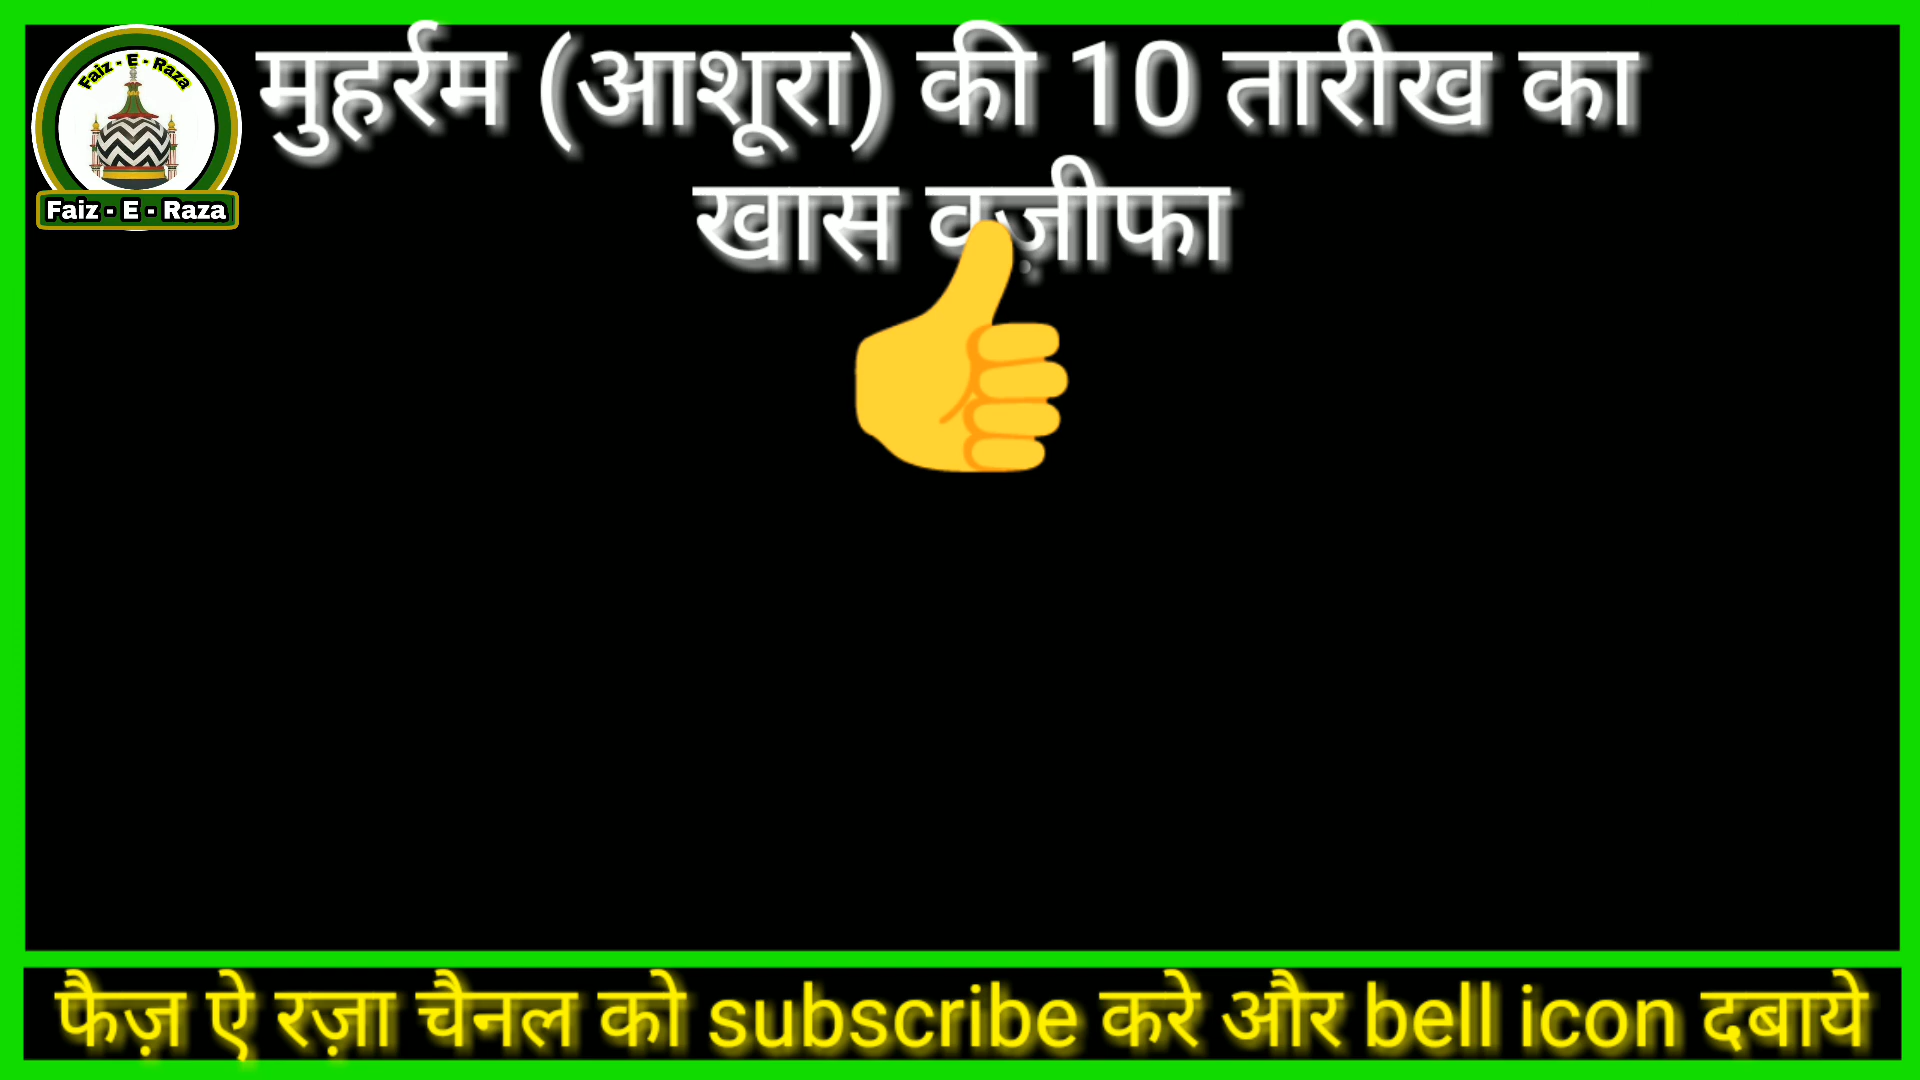 Faiz - E - Raza
Faiz - E - Raza
मुहर्रम (आशूरा) की 10 तारीख का
खास वज़ीफा
फैज़ ऐ रज़ा चैनल को subscribe करे और bell icon दबाये